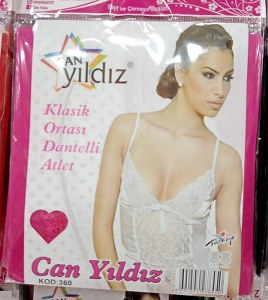 CAN
yıldız ®
Klasik
Ortası
Dantelli
Atlet
Can Yıldız
KOD:360